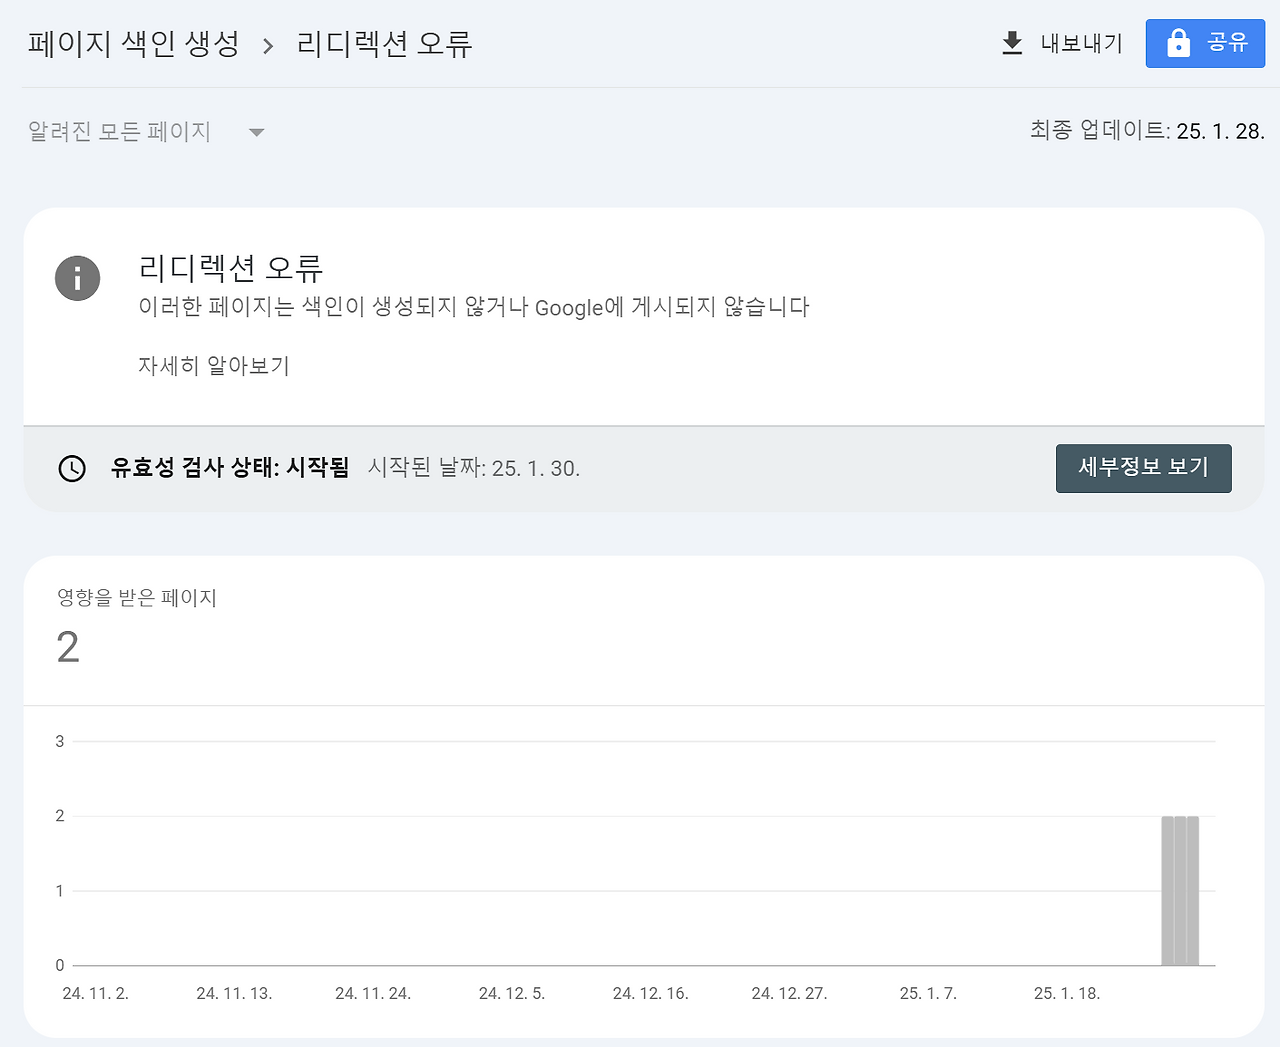 페이지 색인 생성 > 리디렉션 오류
내보내기
공유
알려진 모든 페이지
최종 업데이트: 25. 1. 28.
리디렉션 오류
이러한 페이지는 색인이 생성되지 않거나 Google에 게시되지 않습니다
자세히 알아보기
유효성 검사 상태: 시작됨 시작된 날짜: 25. 1. 30.
세부정보 보기
영향을 받은 페이지
2
3
2
1
0
24. 11. 2. 24. 11. 13. 24. 11. 24. 24. 12. 5. 24. 12. 16. 24. 12. 27. 25. 1. 7. 25. 1. 18.